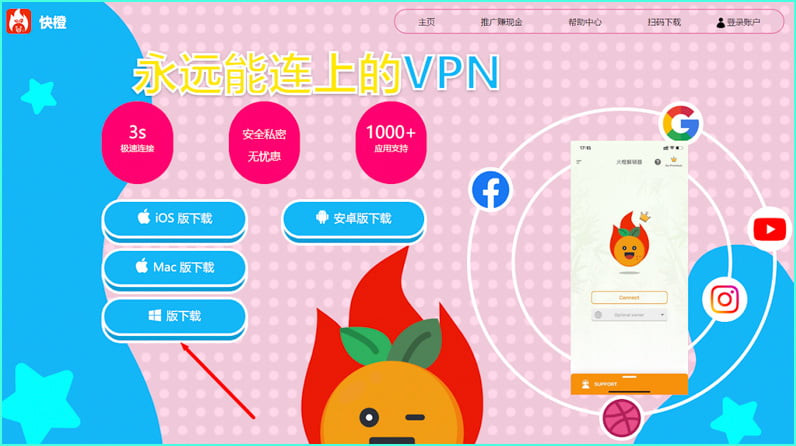 快橙
主页
推广赚现金
帮助中心
扫码下载
登录账户
永远能连上的VPN
3s
极速连接
安全私密
无忧患
1000+
应用支持
iOS 版下载
安卓版下载
Mac 版下载
版下载
17:15
火橙解锁器
Connect
Optimal server
SUPPORT